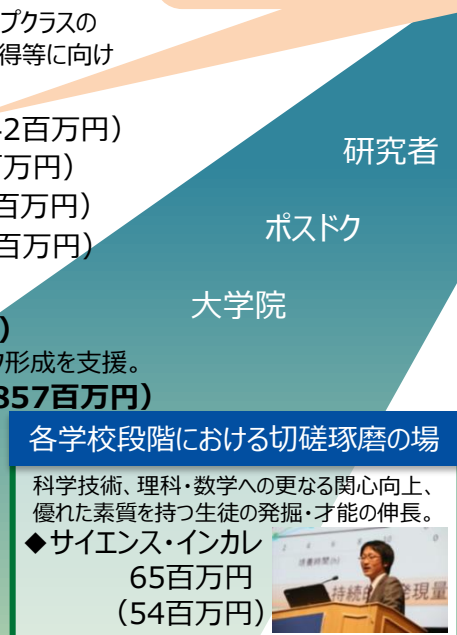 プクラスの
得等に向け
2百万円）
万円）
百万円）
百万円）
研究者
ポスドク
大学院
）
形成を支援。
857百万円）
各学校段階における切磋琢磨の場
科学技術、理科・数学への更なる関心向上、
優れた素質を持つ生徒の発掘・才能の伸長。
◆サイエンス・インカレ
65百万円
（54百万円）
持続的
発現量